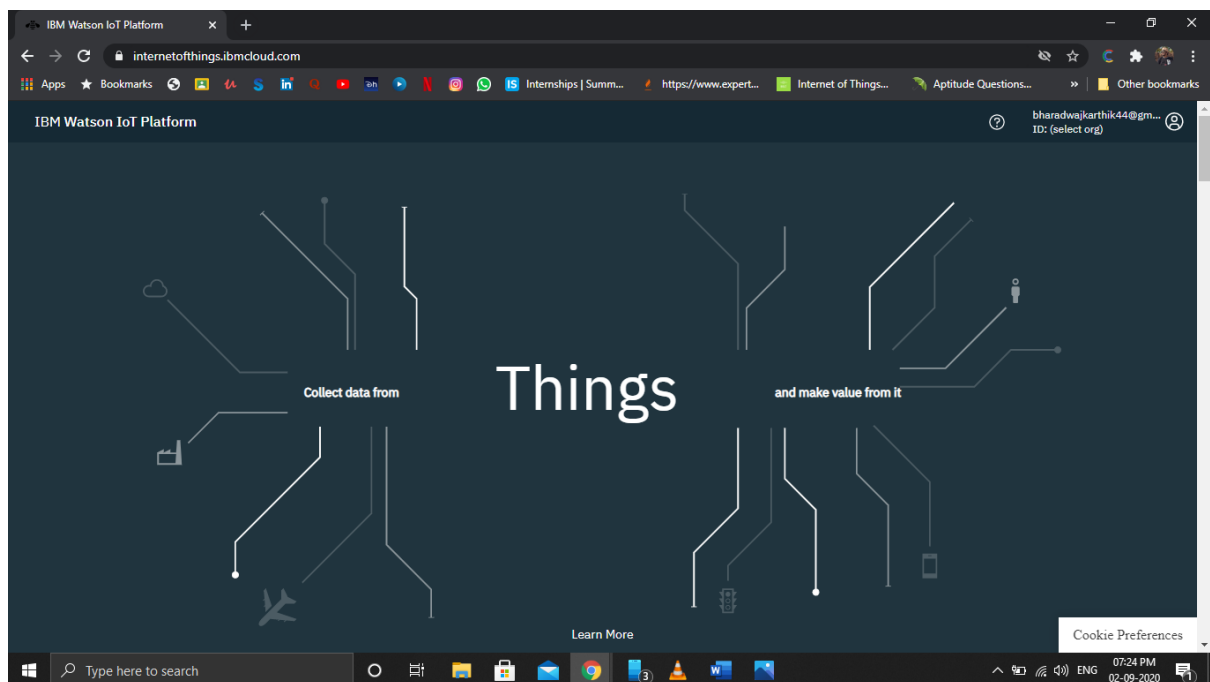 IBM Watson IoT Platform
internetofthings.ibmcloud.com
Apps Bookmarks Internships | Summ... https://www.expert... Internet of Things... Aptitude Questions... » Other bookmarks
IBM Watson IoT Platform
bharadwajkarthik44@gm...
ID: (select org)
Collect data from
Things
and make value from it
Learn More
Cookie Preferences
Type here to search
ENG
07:24 PM
02-09-2020